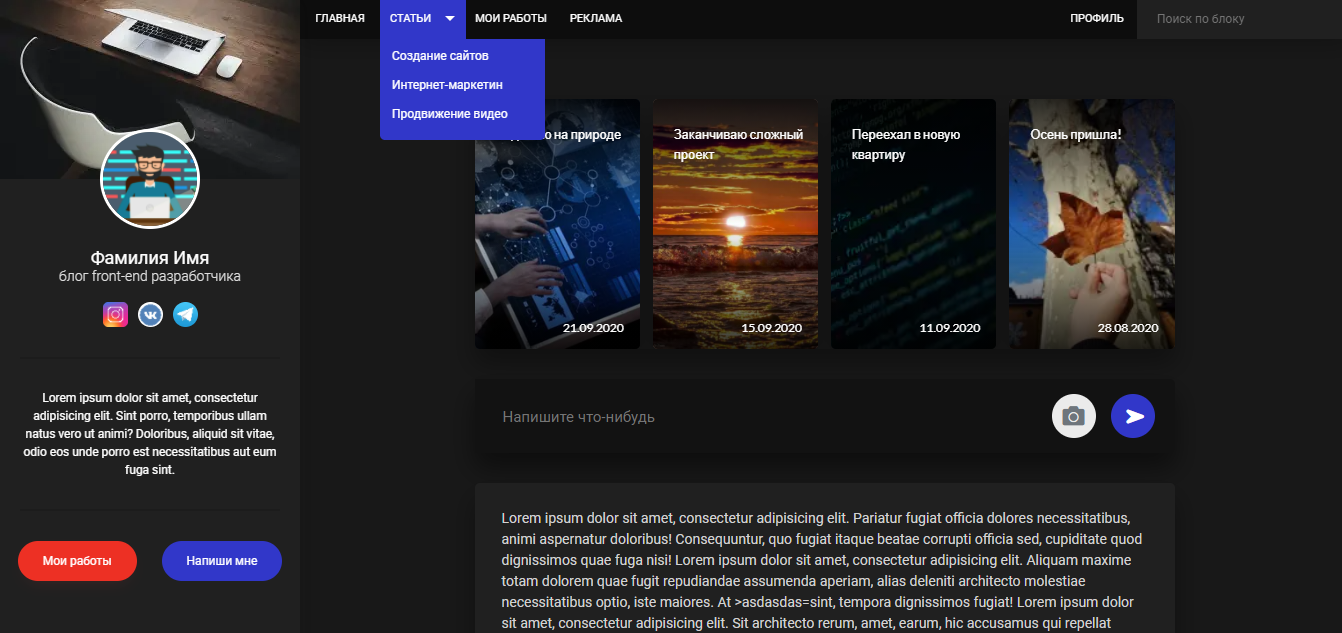 ГЛАВНАЯ
СТАТЬИ
МОИ РАБОТЫ
РЕКЛАМА
ПРОФИЛЬ
Поиск по блоку
Создание сайтов
Интернет-маркетин
Продвижение видео
на природе
21.09.2020
Заканчиваю сложный
проект
15.09.2020
Переехал в новую
квартиру
11.09.2020
Осень пришла!
28.08.2020
Фамилия Имя
блог front-end разработчика
Lorem ipsum dolor sit amet, consectetur
adipisicing elit. Sint porro, temporibus ullam
natus vero ut animi? Doloribus, aliquid sit vitae,
odio eos unde porro est necessitatibus aut eum
fuga sint.
Мои работы
Напиши мне
Напишите что-нибудь
Lorem ipsum dolor sit amet, consectetur adipisicing elit. Pariatur fugiat officia dolores necessitatibus,
animi aspernatur doloribus! Consequuntur, quo fugiat itaque beatae corrupti officia sed, cupiditate quod
dignissimos quae fuga nisi! Lorem ipsum dolor sit amet, consectetur adipisicing elit. Aliquam maxime
totam dolorem quae fugit repudiandae assumenda aperiam, alias deleniti architecto molestiae
necessitatibus optio, iste maiores. At >asdasdas=sint, tempora dignissimos fugiat! Lorem ipsum dolor
sit amet, consectetur adipisicing elit. Sit architecto rerum, amet, earum, hic accusamus qui repellat